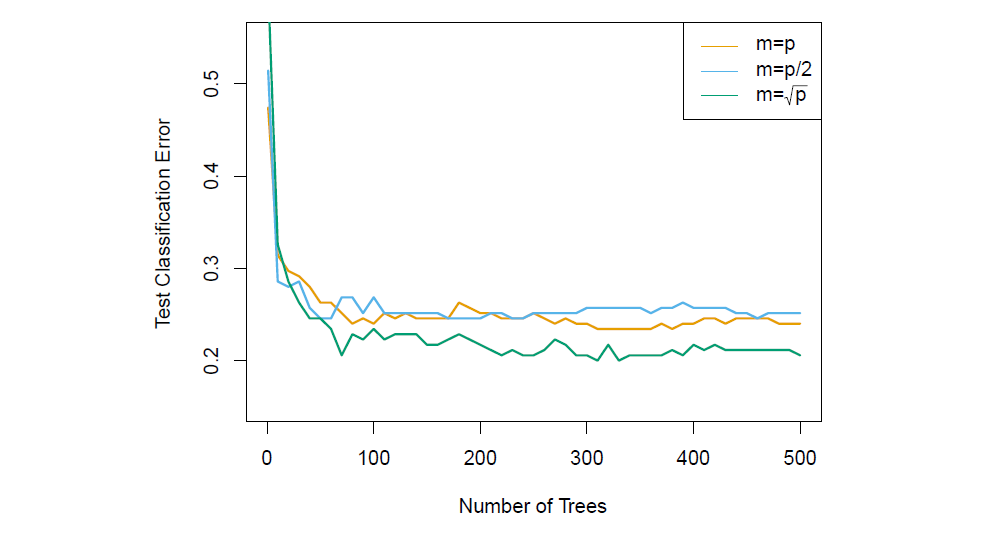 m=p
m=p/2
m=√p
Test Classification Error
0.5
0.4
0.3
0.2
0 100 200 300 400 500
Number of Trees